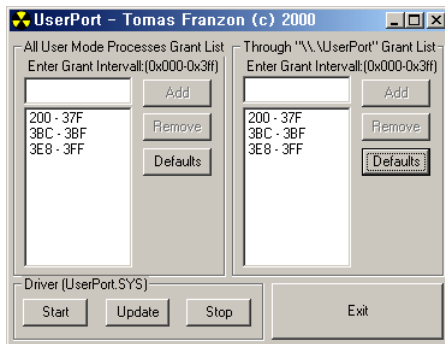 UserPort - Tomas Franzon (c) 2000
All User Mode Processes Grant List
Enter Grant Intervall:(0x000-0x3ff)
Add
200 - 37F
3BC - 3BF
3E8 - 3FF
Remove
Defaults
Through "\\.\UserPort" Grant List
Enter Grant Intervall:(0x000-0x3ff)
Add
200 - 37F
3BC - 3BF
3E8 - 3FF
Remove
Defaults
Driver (UserPort.SYS)
Start
Update
Stop
Exit